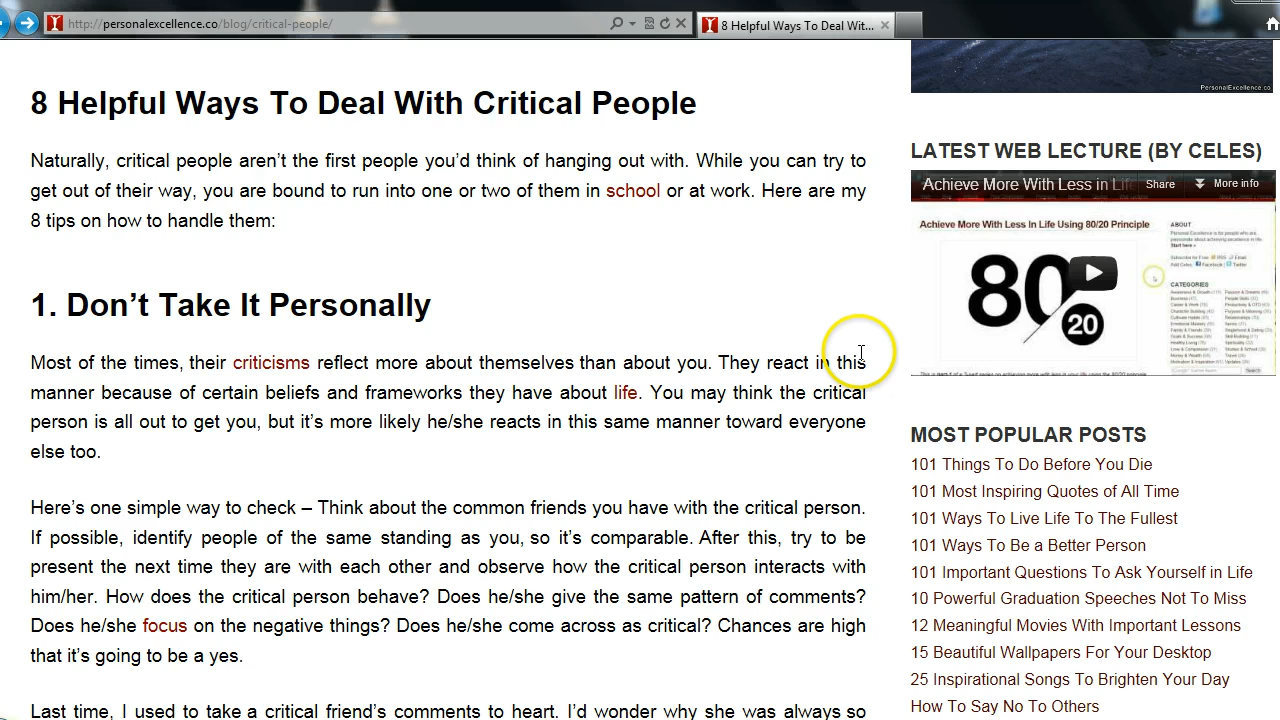 http://personalexcellence.co/blog/critical-people/
8 Helpful Ways To Deal Wit...
8 Helpful Ways To Deal With Critical People
Naturally, critical people aren't the first people you'd think of hanging out with. While you can try to
get out of their way, you are bound to run into one or two of them in school or at work. Here are my
8 tips on how to handle them:
1. Don't Take It Personally
Most of the times, their criticisms reflect more about themselves than about you. They react in this
manner because of certain beliefs and frameworks they have about life. You may think the critical
person is all out to get you, but it's more likely he/she reacts in this same manner toward everyone
else too.
Here's one simple way to check – Think about the common friends you have with the critical person.
If possible, identify people of the same standing as you, so it's comparable. After this, try to be
present the next time they are with each other and observe how the critical person interacts with
him/her. How does the critical person behave? Does he/she give the same pattern of comments?
Does he/she focus on the negative things? Does he/she come across as critical? Chances are high
that it's going to be a yes.
Last time, I used to take a critical friend's comments to heart. I'd wonder why she was always so
PersonalExcellence.co
LATEST WEB LECTURE (BY CELES)
Achieve More With Less in Life
Share
More info
Achieve More With Less In Life Using 80/20 Principle
80
20
ABOUT
Start here »
CATEGORIES
MOST POPULAR POSTS
101 Things To Do Before You Die
101 Most Inspiring Quotes of All Time
101 Ways To Live Life To The Fullest
101 Ways To Be a Better Person
101 Important Questions To Ask Yourself in Life
10 Powerful Graduation Speeches Not To Miss
12 Meaningful Movies With Important Lessons
15 Beautiful Wallpapers For Your Desktop
25 Inspirational Songs To Brighten Your Day
How To Say No To Others